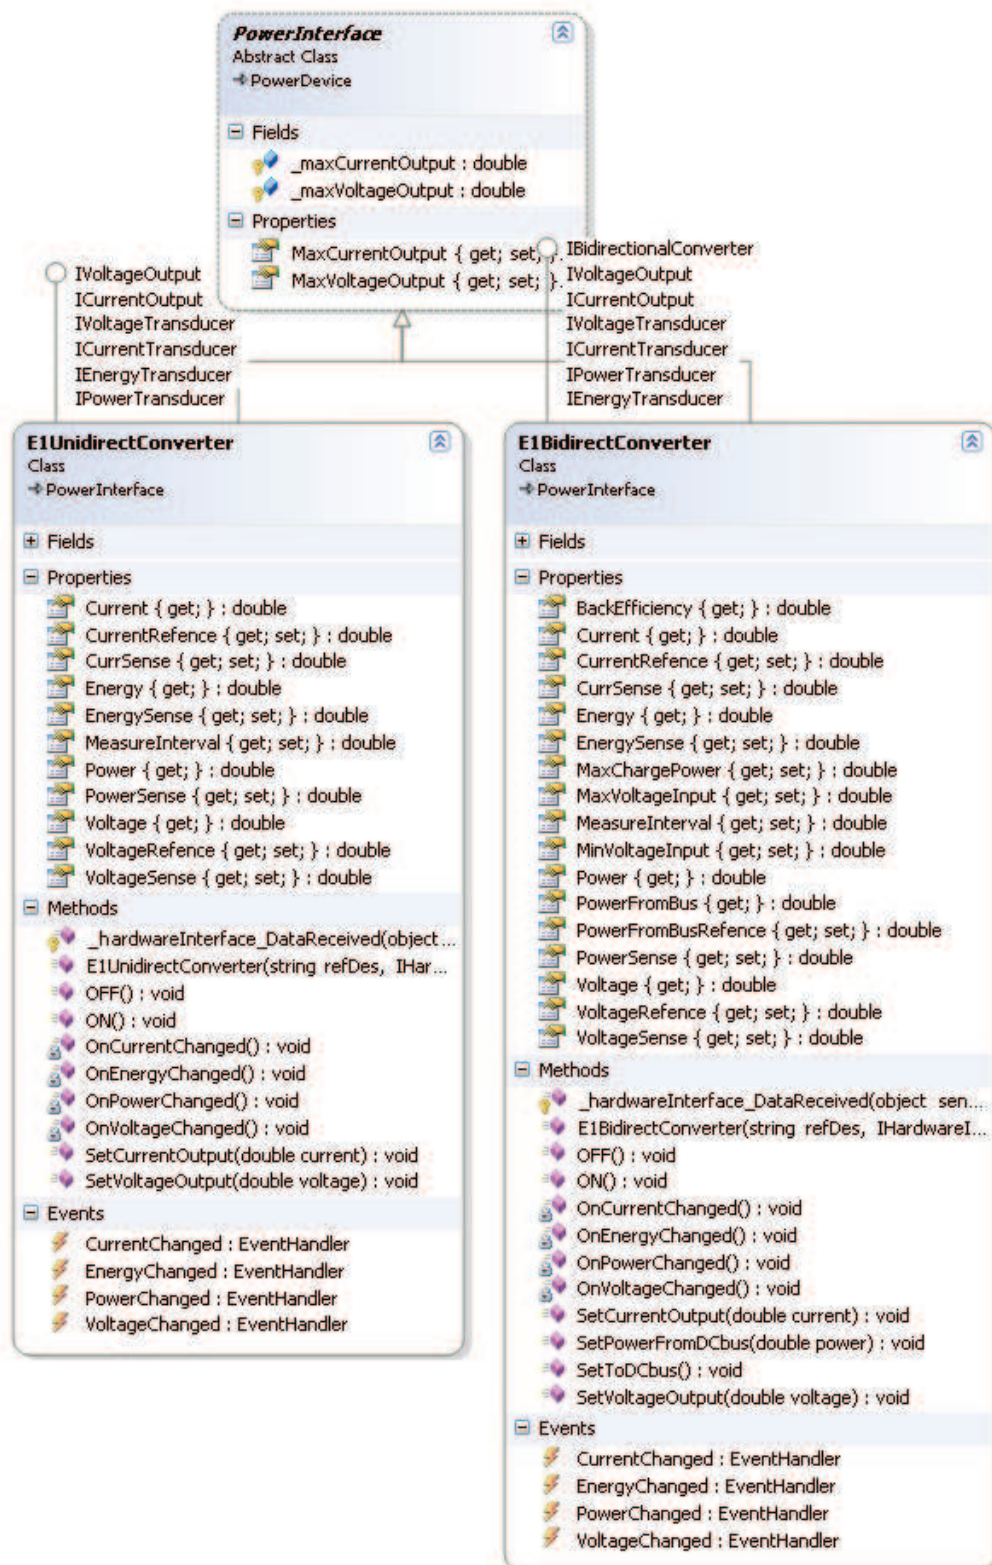 PowerInterface
Abstract Class
PowerDevice
Fields
_maxCurrentOutput : double
_maxVoltageOutput : double
Properties
MaxCurrentOutput { get; set; }...
MaxVoltageOutput { get; set; }...
IVoltageOutput
ICurrentOutput
IVoltageTransducer
ICurrentTransducer
IEnergyTransducer
IPowerTransducer
IBidirectionalConverter
IVoltageOutput
ICurrentOutput
IVoltageTransducer
ICurrentTransducer
IPowerTransducer
IEnergyTransducer
E1UnidirectConverter
Class
PowerInterface
Fields
Properties
Current { get; } : double
CurrentRefence { get; set; } : double
CurrSense { get; set; } : double
Energy { get; } : double
EnergySense { get; set; } : double
MeasureInterval { get; set; } : double
Power { get; } : double
PowerSense { get; set; } : double
Voltage { get; } : double
VoltageRefence { get; set; } : double
VoltageSense { get; set; } : double
Methods
_hardwareInterface_DataReceived(object...
E1UnidirectConverter(string refDes, IHar...
OFF() : void
ON() : void
OnCurrentChanged() : void
OnEnergyChanged() : void
OnPowerChanged() : void
OnVoltageChanged() : void
SetCurrentOutput(double current) : void
SetVoltageOutput(double voltage) : void
Events
CurrentChanged : EventHandler
EnergyChanged : EventHandler
PowerChanged : EventHandler
VoltageChanged : EventHandler
E1BidirectConverter
Class
PowerInterface
Fields
Properties
BackEfficiency { get; } : double
Current { get; } : double
CurrentRefence { get; set; } : double
CurrSense { get; set; } : double
Energy { get; } : double
EnergySense { get; set; } : double
MaxChargePower { get; set; } : double
MaxVoltageInput { get; set; } : double
MeasureInterval { get; set; } : double
MinVoltageInput { get; set; } : double
Power { get; } : double
PowerFromBus { get; } : double
PowerFromBusRefence { get; set; } : double
PowerSense { get; set; } : double
Voltage { get; } : double
VoltageRefence { get; set; } : double
VoltageSense { get; set; } : double
Methods
_hardwareInterface_DataReceived(object sen...
E1BidirectConverter(string refDes, IHardwareI...
OFF() : void
ON() : void
OnCurrentChanged() : void
OnEnergyChanged() : void
OnPowerChanged() : void
OnVoltageChanged() : void
SetCurrentOutput(double current) : void
SetPowerFromDCbus(double power) : void
SetToDCbus() : void
SetVoltageOutput(double voltage) : void
Events
CurrentChanged : EventHandler
EnergyChanged : EventHandler
PowerChanged : EventHandler
VoltageChanged : EventHandler